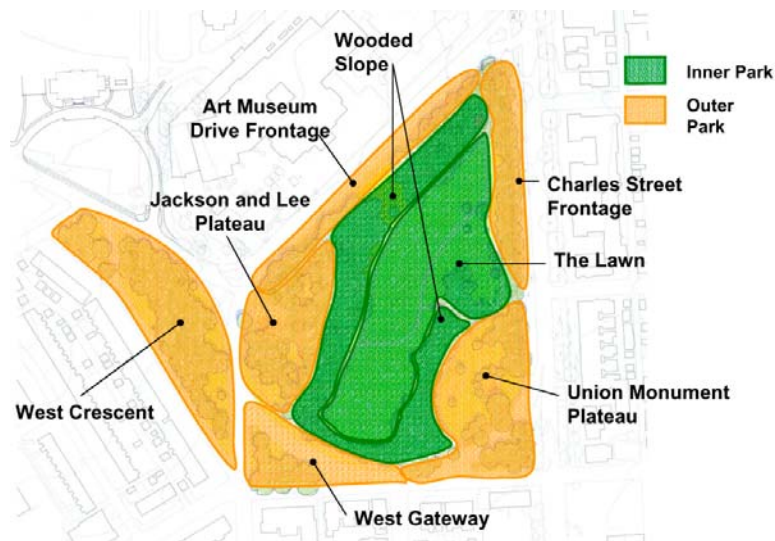 Wooded
Slope
Inner Park
Outer
Park
Art Museum
Drive Frontage
Charles Street
Frontage
Jackson and Lee
Plateau
The Lawn
West Crescent
Union Monument
Plateau
West Gateway